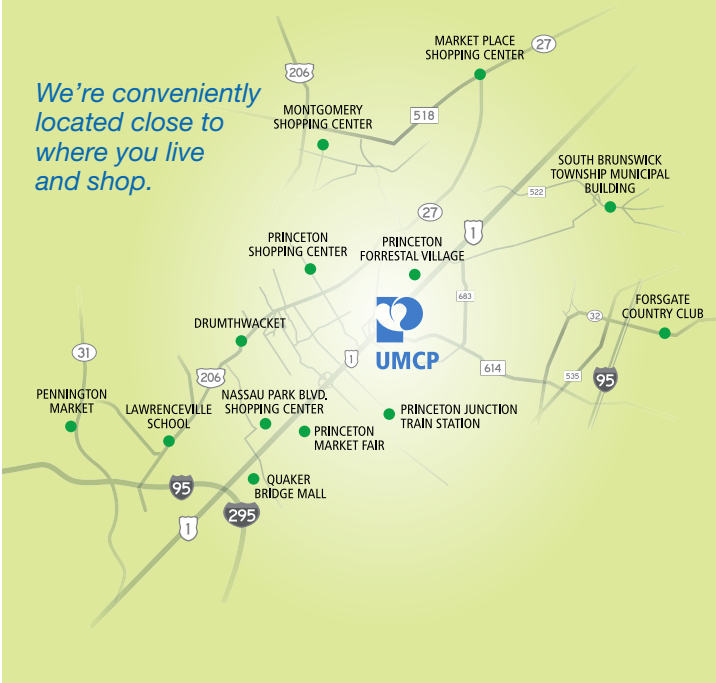 MARKET PLACE
SHOPPING CENTER
27
206
We're conveniently
located close to
where you live
and shop.
MONTGOMERY
SHOPPING CENTER
518
SOUTH BRUNSWICK
TOWNSHIP MUNICIPAL
BUILDING
522
27
1
PRINCETON
SHOPPING CENTER
PRINCETON
FORRESTAL VILLAGE
683
FORSGATE
COUNTRY CLUB
32
DRUMTHWACKET
UMCP
31
1
614
206
535
95
PENNINGTON
MARKET
LAWRENCEVILLE
SCHOOL
NASSAU PARK BLVD.
SHOPPING CENTER
PRINCETON
MARKET FAIR
PRINCETON JUNCTION
TRAIN STATION
QUAKER
BRIDGE MALL
95
295
1